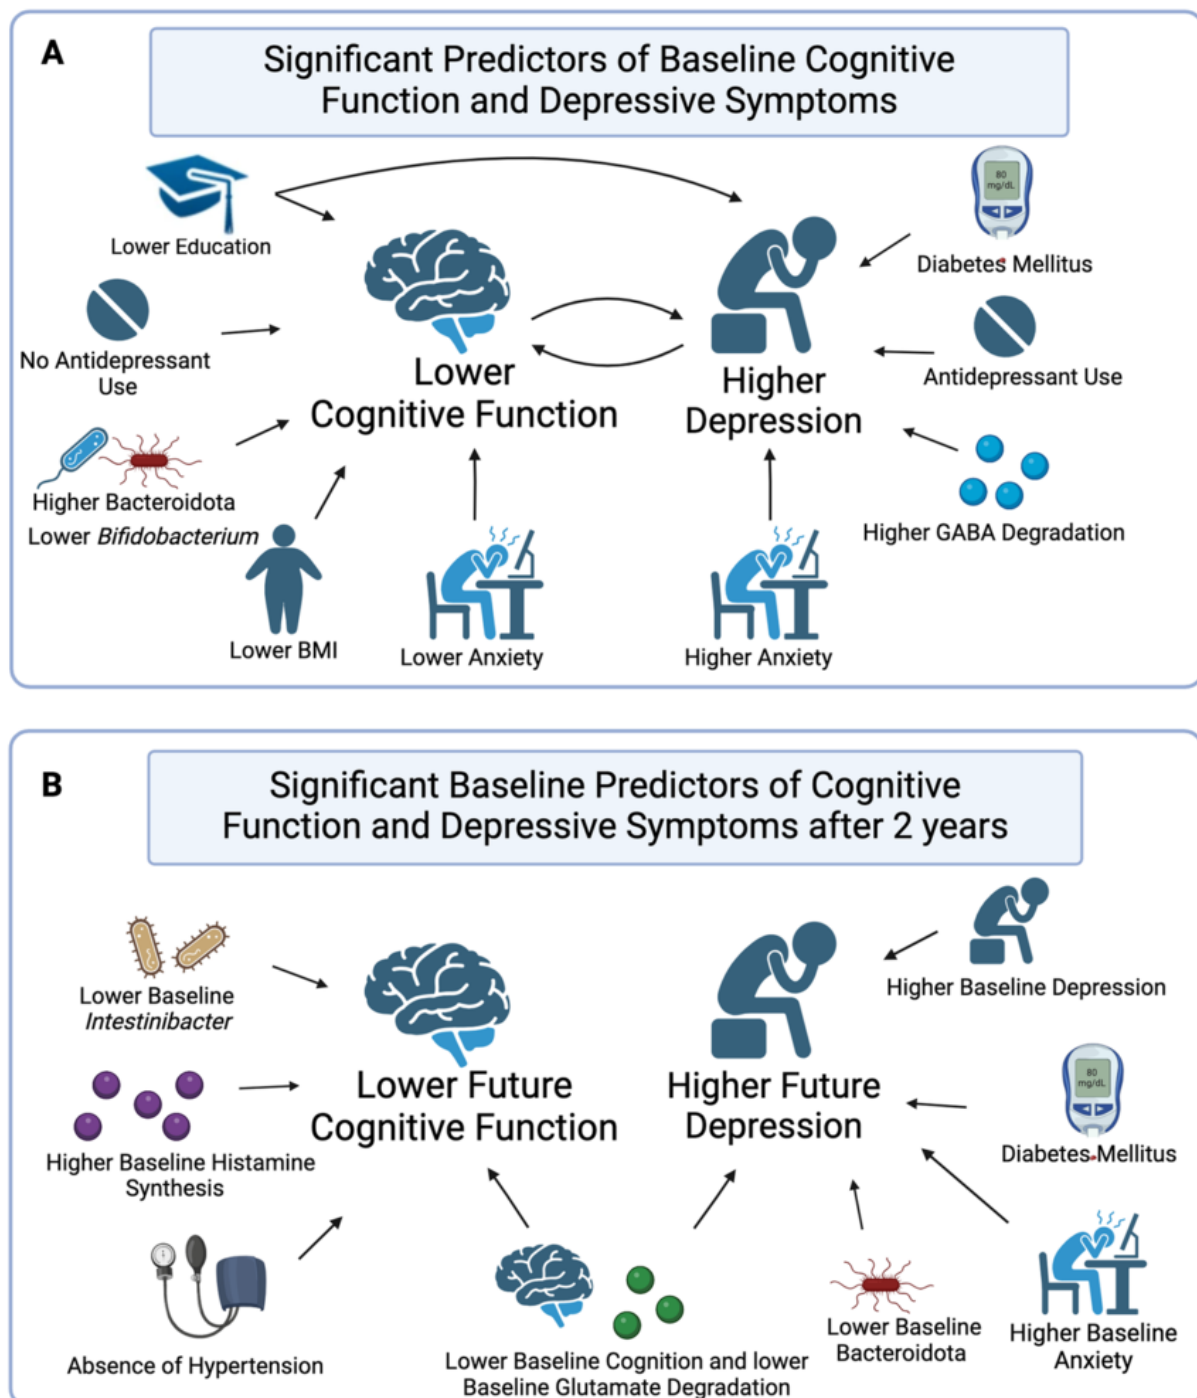 A
Significant Predictors of Baseline Cognitive
Function and Depressive Symptoms
Lower Education
80
mg/dL
Diabetes Mellitus
No Antidepressant
Use
Antidepressant Use
Lower
Cognitive Function
Higher
Depression
Higher Bacteroidota
Lower Bifidobacterium
Higher GABA Degradation
Lower BMI
Lower Anxiety
Higher Anxiety
B
Significant Baseline Predictors of Cognitive
Function and Depressive Symptoms after 2 years
Lower Baseline
Intestinibacter
Higher Baseline Depression
Lower Future
Cognitive Function
Higher Future
Depression
80
mg/dL
Diabetes Mellitus
Higher Baseline Histamine
Synthesis
Absence of Hypertension
Lower Baseline Cognition and lower
Baseline Glutamate Degradation
Lower Baseline
Bacteroidota
Higher Baseline
Anxiety